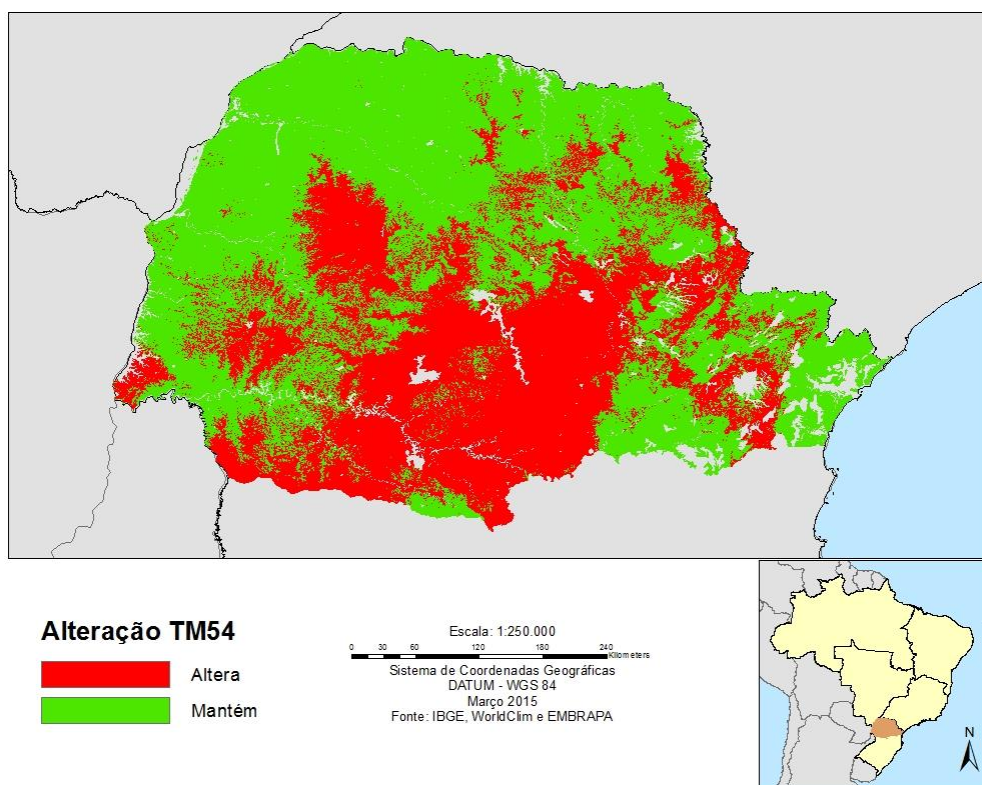 Alteração TM54
Altera
Mantém
Escala: 1:250.000
0 30 60 120 180 240
Kilometers
Sistema de Coordenadas Geográficas
DATUM - WGS 84
Março 2015
Fonte: IBGE, WorldClim e EMBRAPA
N